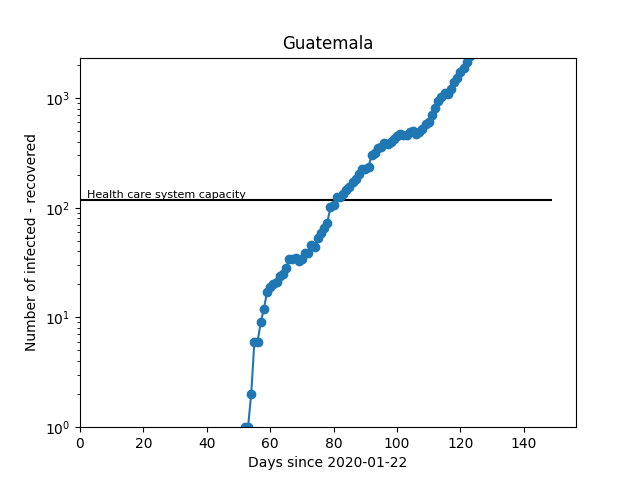 Guatemala
Number of infected - recovered
10³
10²
10¹
10⁰
Health care system capacity
0 20 40 60 80 100 120 140
Days since 2020-01-22